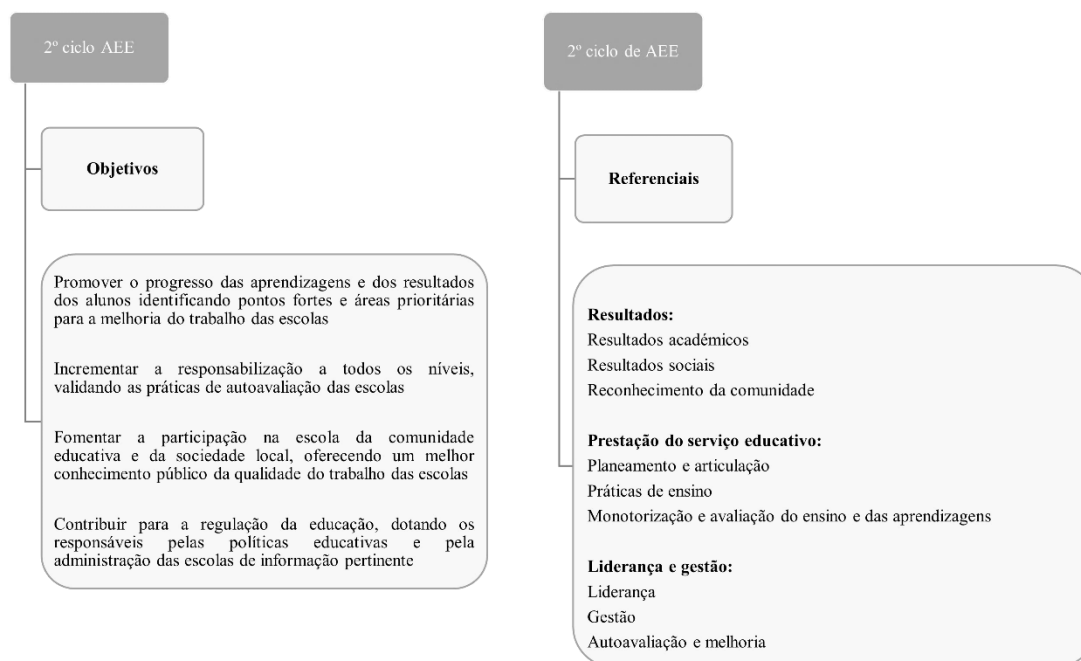 2º ciclo AEE
Objetivos
Promover o progresso das aprendizagens e dos resultados
dos alunos identificando pontos fortes e áreas prioritárias
para a melhoria do trabalho das escolas
Incrementar a responsabilização a todos os níveis,
validando as práticas de autoavaliação das escolas
Fomentar a participação na escola da comunidade
educativa e da sociedade local, oferecendo um melhor
conhecimento público da qualidade do trabalho das escolas
Contribuir para a regulação da educação, dotando os
responsáveis pelas políticas educativas e pela
administração das escolas de informação pertinente
2º ciclo de AEE
Referenciais
Resultados:
Resultados académicos
Resultados sociais
Reconhecimento da comunidade
Prestação do serviço educativo:
Planeamento e articulação
Práticas de ensino
Monotorização e avaliação do ensino e das aprendizagens
Liderança e gestão:
Liderança
Gestão
Autoavaliação e melhoria